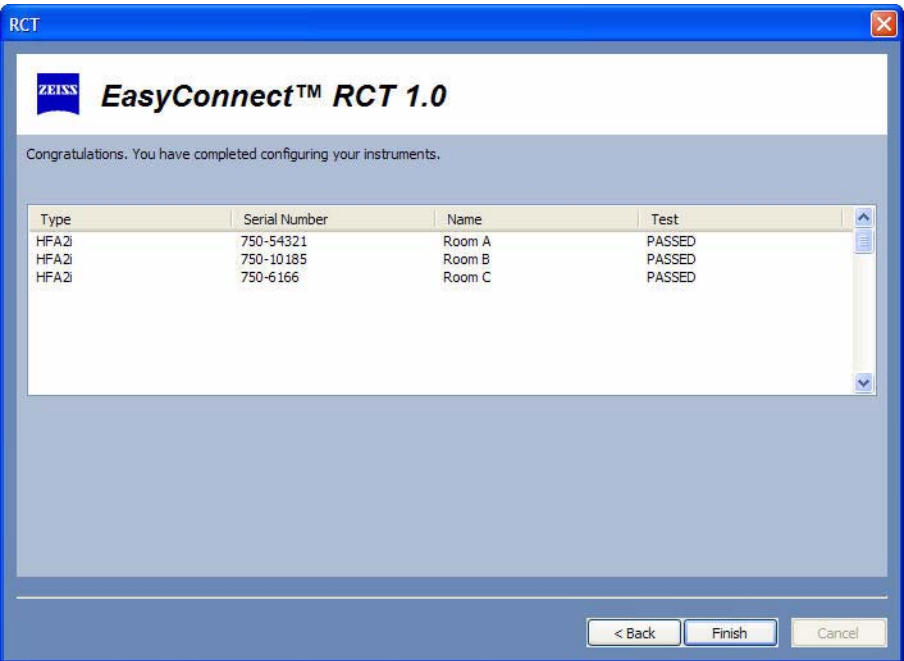 RCT
ZEISS
EasyConnect™ RCT 1.0
Congratulations. You have completed configuring your instruments.
Type Serial Number Name Test
HFA2i 750-54321 Room A PASSED
HFA2i 750-10185 Room B PASSED
HFA2i 750-6166 Room C PASSED
< Back Finish Cancel